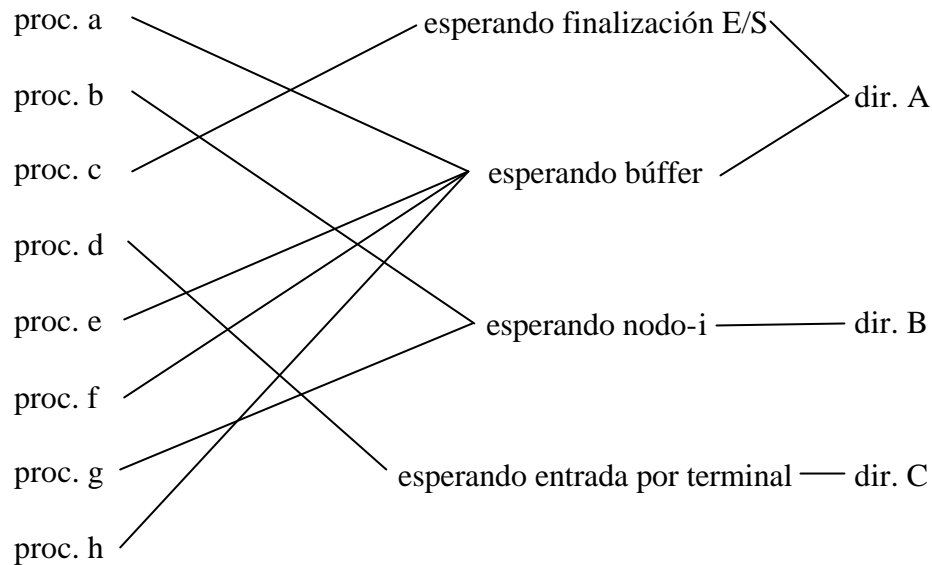 proc. a
esperando finalización E/S
proc. b
dir. A
proc. c
esperando búffer
proc. d
proc. e
esperando nodo-i
dir. B
proc. f
proc. g
esperando entrada por terminal
dir. C
proc. h